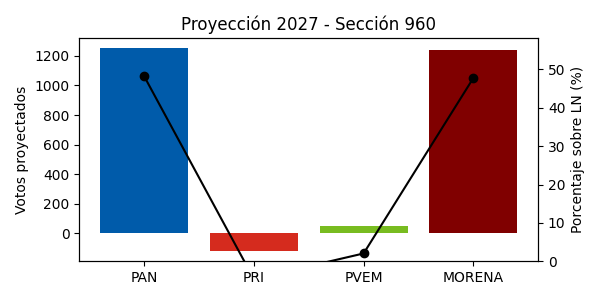 Proyección 2027 - Sección 960
Votos proyectados
1200
1000
800
600
400
200
0
50
40
30
20
10
0
Porcentaje sobre LN (%)
PAN
PRI
PVEM
MORENA